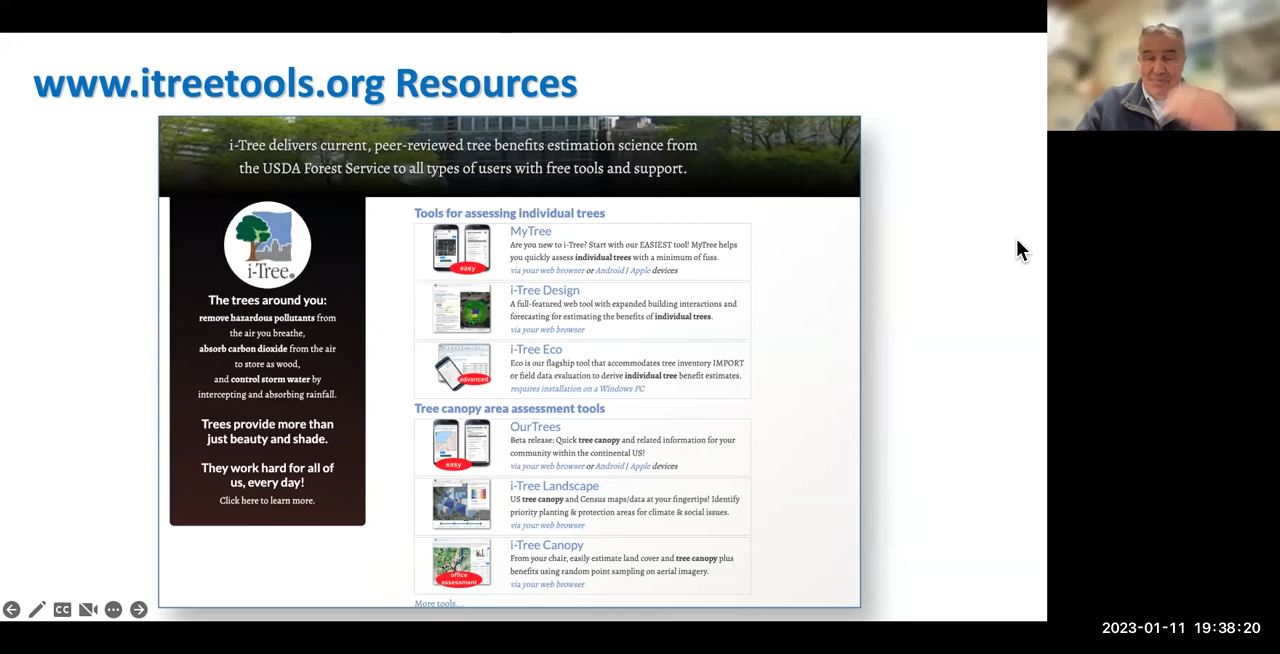 www.itreetools.org Resources
i-Tree delivers current, peer-reviewed tree benefits estimation science from
the USDA Forest Service to all types of users with free tools and support.
i-Tree®
The trees around you:
remove hazardous pollutants from
the air you breathe,
absorb carbon dioxide from the air
to store as wood,
and control storm water by
intercepting and absorbing rainfall.
Trees provide more than
just beauty and shade.
They work hard for all of
us, every day!
Click here to learn more.
Tools for assessing individual trees
easy
MyTree
Are you new to i-Tree? Start with our EASIEST tool! MyTree helps
you quickly assess individual trees with a minimum of fuss.
via your web browser or Android | Apple devices
i-Tree Design
A full-featured web tool with expanded building interactions and
forecasting for estimating the benefits of individual trees.
via your web browser
advanced
i-Tree Eco
Eco is our flagship tool that accommodates tree inventory IMPORT
or field data evaluation to derive individual tree benefit estimates.
requires installation on a Windows PC
Tree canopy area assessment tools
easy
OurTrees
Beta release: Quick tree canopy and related information for your
community within the continental US!
via your web browser or Android | Apple devices
i-Tree Landscape
US tree canopy and Census maps/data at your fingertips! Identify
priority planting & protection areas for climate & social issues.
via your web browser
office
assessment
i-Tree Canopy
From your chair, easily estimate land cover and tree canopy plus
benefits using random point sampling on aerial imagery.
via your web browser
More tools...
CC
2023-01-11 19:38:20